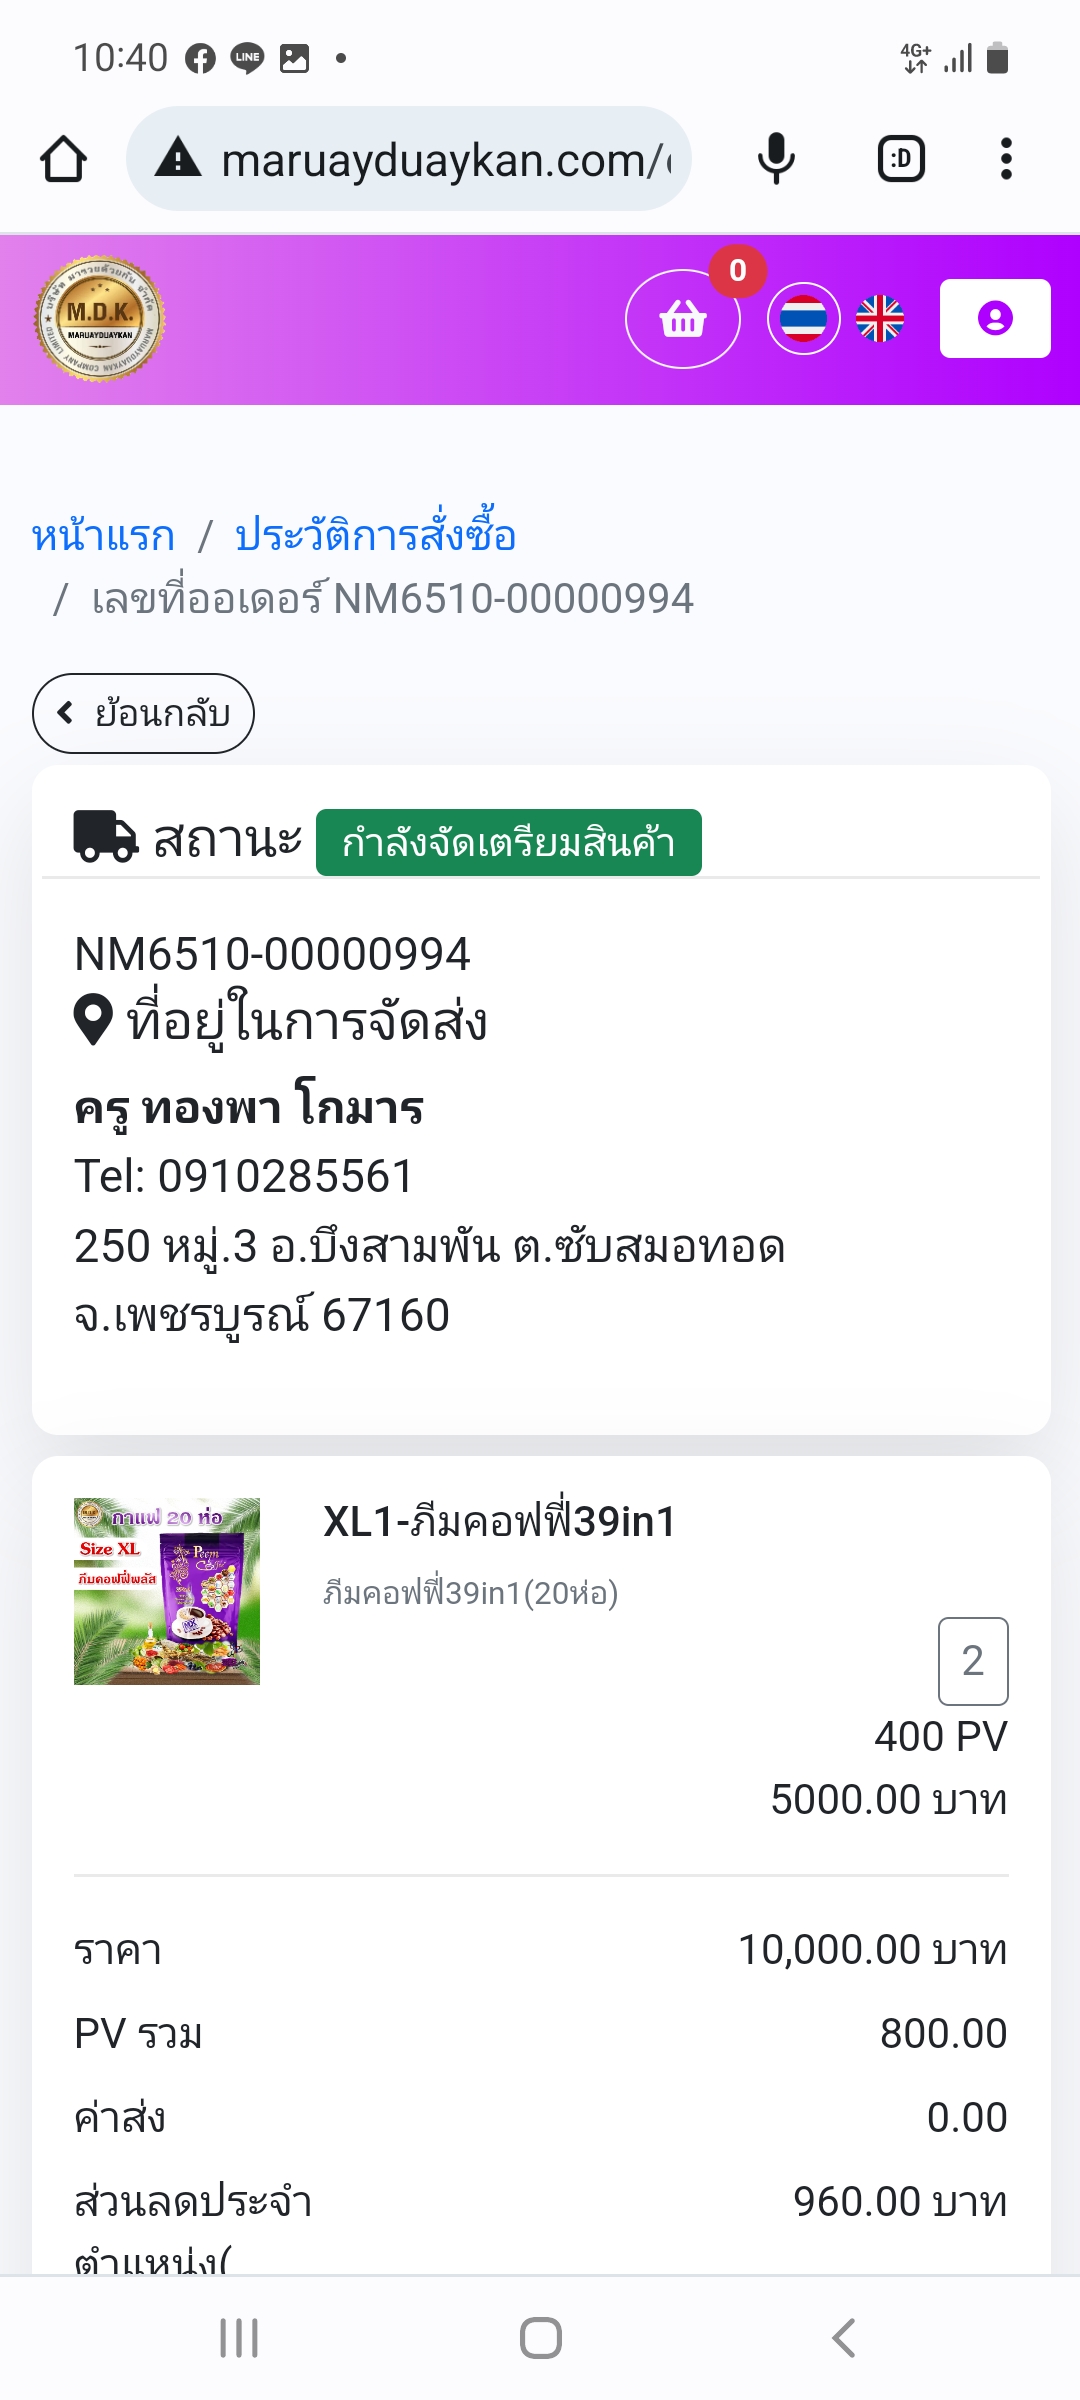 10:40
LINE
4G+
maruayduaykan.com/
:D
M.D.K.
MARUAYDUAYKAN
0
หน้าแรก / ประวัติการสั่งซื้อ
/ เลขที่ออเดอร์ NM6510-00000994
ย้อนกลับ
สถานะ กำลังจัดเตรียมสินค้า
NM6510-00000994
ที่อยู่ในการจัดส่ง
ครู ทองพา โกมาร
Tel: 0910285561
250 หมู่.3 อ.บึงสามพัน ต.ซับสมอทอด
จ.เพชรบูรณ์ 67160
กาแฟ 20 ห่อ
Size XL
ภีมคอฟฟี่พลัส
Peem
Coffee
XL1-ภีมคอฟฟี่39in1
ภีมคอฟฟี่39in1(20ห่อ)
2
400 PV
5000.00 บาท
ราคา 10,000.00 บาท
PV รวม 800.00
ค่าส่ง 0.00
ส่วนลดประจำ 960.00 บาท
ตำแหน่ง(